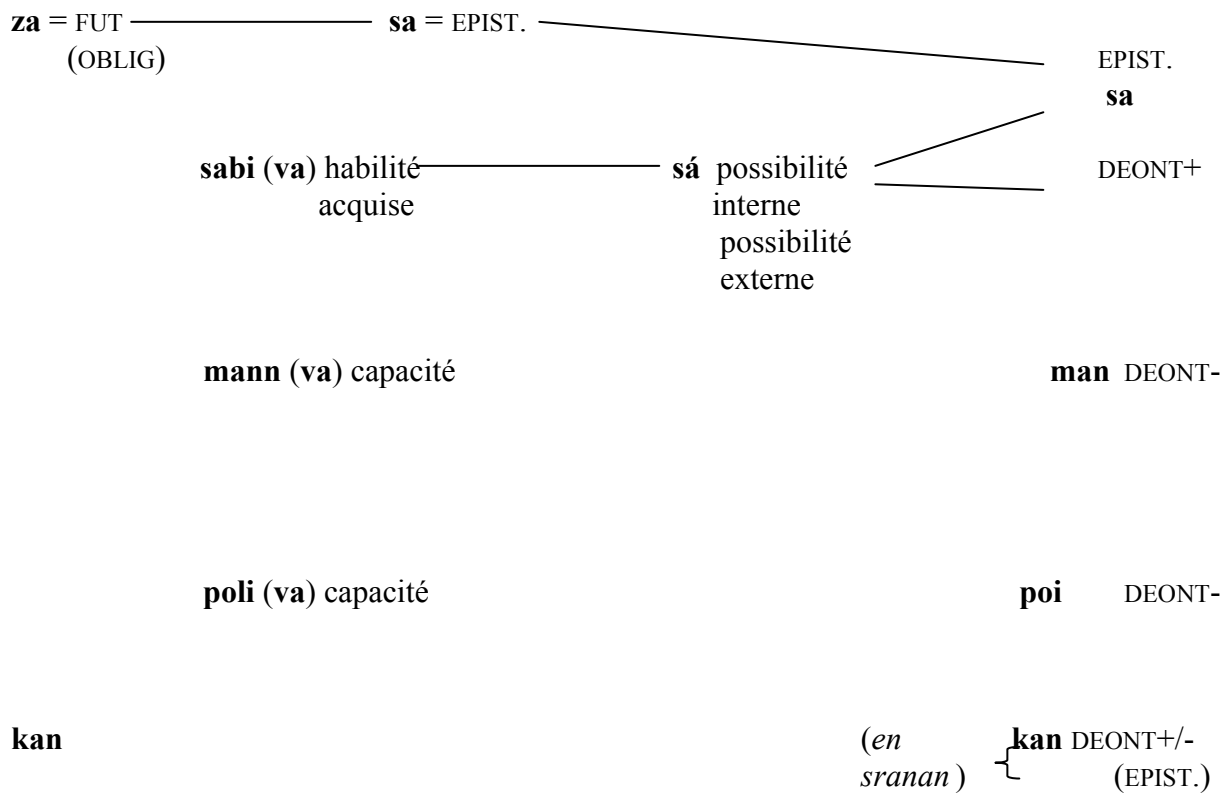 za = FUT sa = EPIST.
(OBLIG) EPIST.
sa
sabi (va) habilité sá possibilité DEONT+
acquise interne
possibilité
externe
mann (va) capacité man DEONT-
poli (va) capacité poi DEONT-
kan (en kan DEONT+/-
sranan ) { (EPIST.)